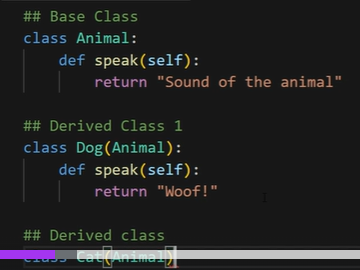 ## Base Class
class Animal:
def speak(self):
return "Sound of the animal"
## Derived Class 1
class Dog(Animal):
def speak(self):
return "Woof!"
## Derived class
class Cat(Animal)